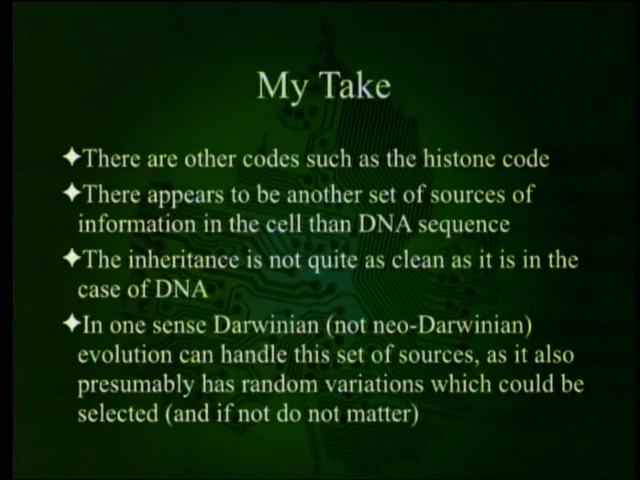 My Take
✦There are other codes such as the histone code
✦There appears to be another set of sources of
information in the cell than DNA sequence
✦The inheritance is not quite as clean as it is in the
case of DNA
✦In one sense Darwinian (not neo-Darwinian)
evolution can handle this set of sources, as it also
presumably has random variations which could be
selected (and if not do not matter)